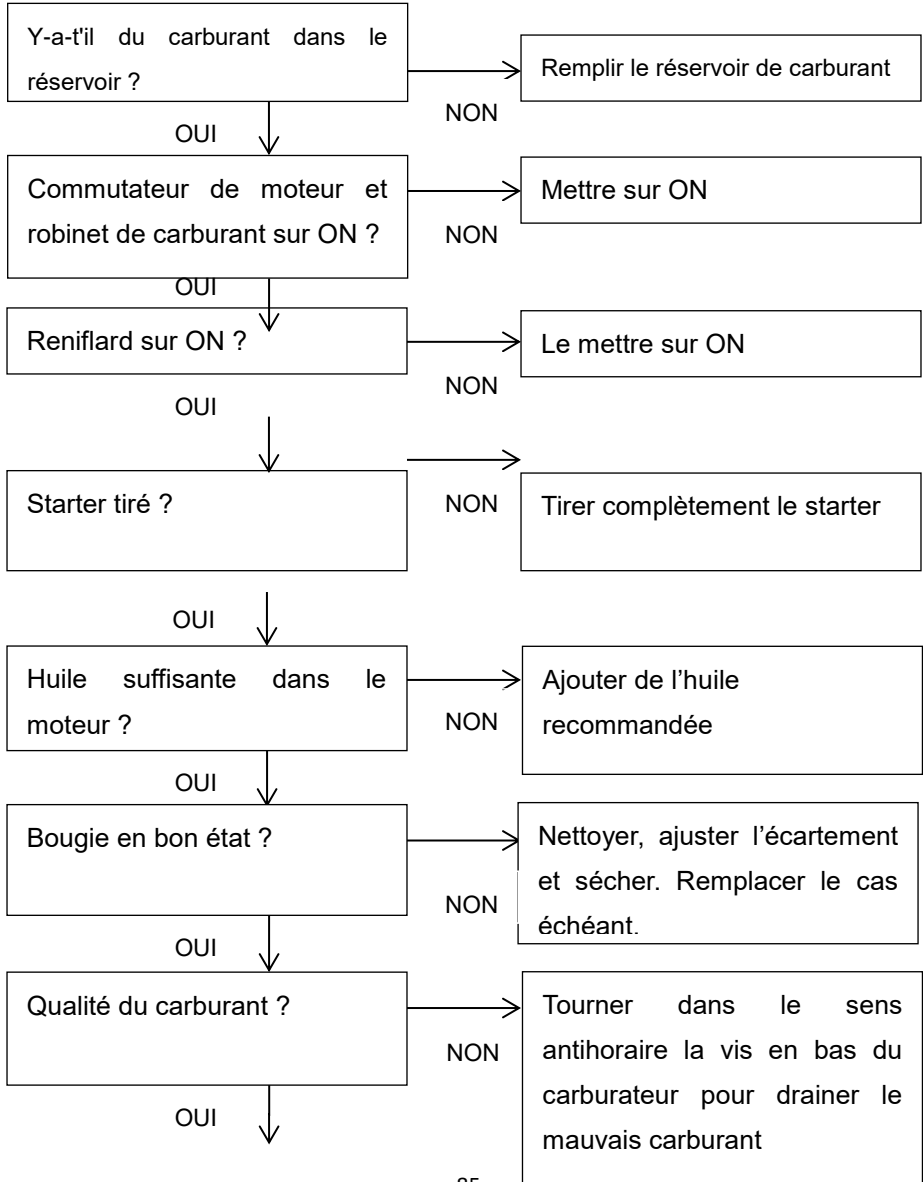 Y-a-t'il du carburant dans le
réservoir ?
Remplir le réservoir de carburant
NON
OUI
Commutateur de moteur et
robinet de carburant sur ON ?
Mettre sur ON
NON
OUI
Reniflard sur ON ?
Le mettre sur ON
NON
OUI
Starter tiré ?
NON
Tirer complètement le starter
OUI
Huile suffisante dans le
moteur ?
Ajouter de l’huile
recommandée
NON
OUI
Bougie en bon état ?
Nettoyer, ajuster l’écartement
et sécher. Remplacer le cas
échéant.
NON
OUI
Qualité du carburant ?
Tourner dans le sens
antihoraire la vis en bas du
carburateur pour drainer le
mauvais carburant
NON
OUI